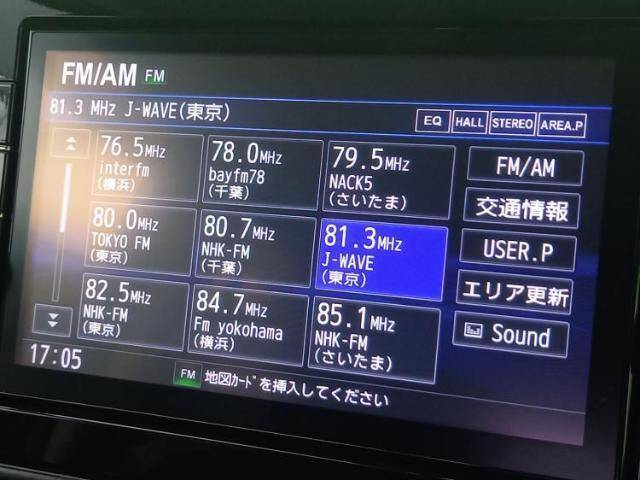 FM/AM FM
81.3 MHz J-WAVE(東京)
EQ HALL STEREO AREA.P
76.5MHz
interfm
(横浜)
78.0MHz
bayfm78
(千葉)
79.5MHz
NACK5
(さいたま)
FM/AM
80.0MHz
TOKYO FM
(東京)
80.7MHz
NHK-FM
(千葉)
81.3MHz
J-WAVE
(東京)
交通情報
USER.P
82.5MHz
NHK-FM
(東京)
84.7MHz
Fm yokohama
(横浜)
85.1MHz
NHK-FM
(さいたま)
エリア更新
Sound
17:05
FM 地図ｶｰﾄﾞを挿入してください